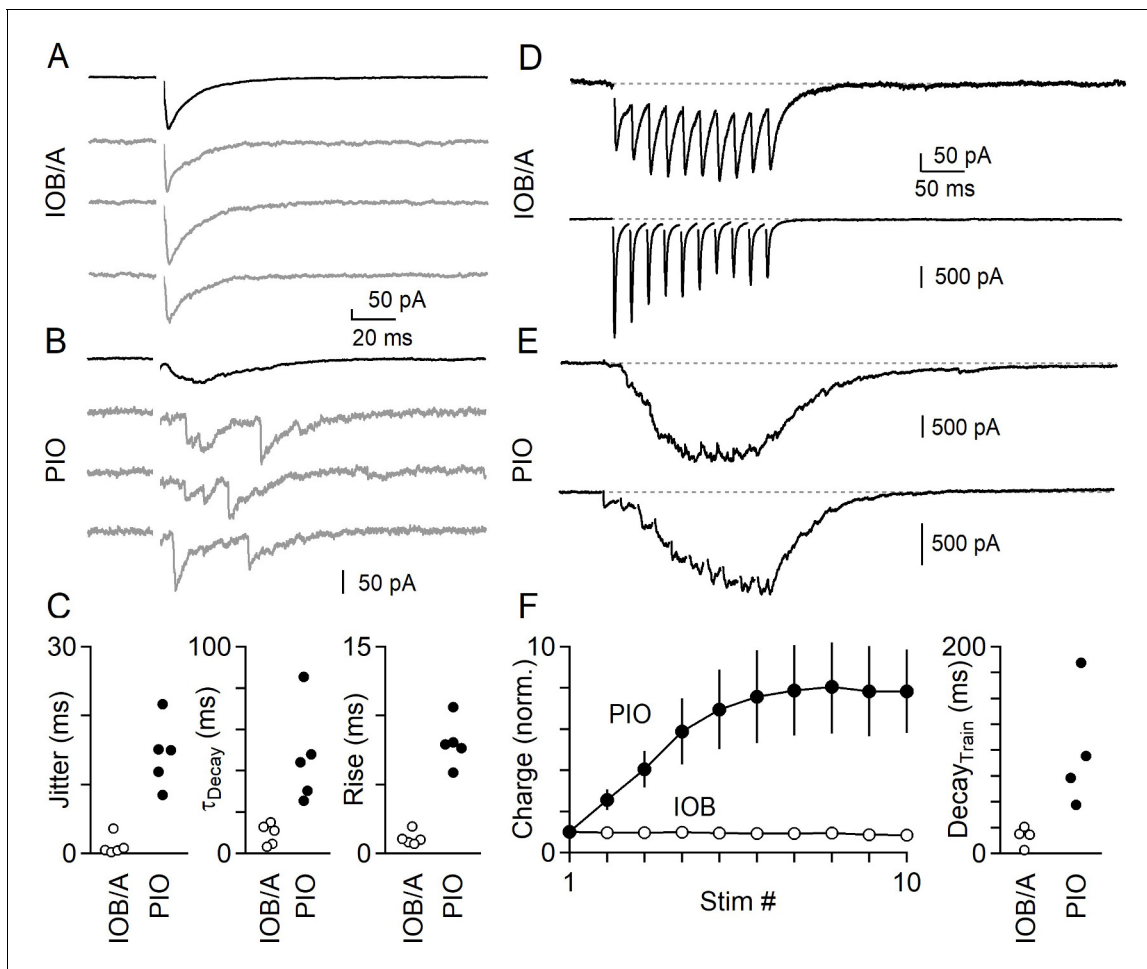 A
IOB/A
50 pA
20 ms
B
PIO
50 pA
C
30
Jitter (ms)
0
IOB/A
PIO
100
τDecay (ms)
0
IOB/A
PIO
15
Rise (ms)
0
IOB/A
PIO
D
IOB/A
50 pA
50 ms
500 pA
E
PIO
500 pA
500 pA
F
10
Charge (norm.)
PIO
IOB
0
1
10
Stim #
200
DecayTrain (ms)
0
IOB/A
PIO